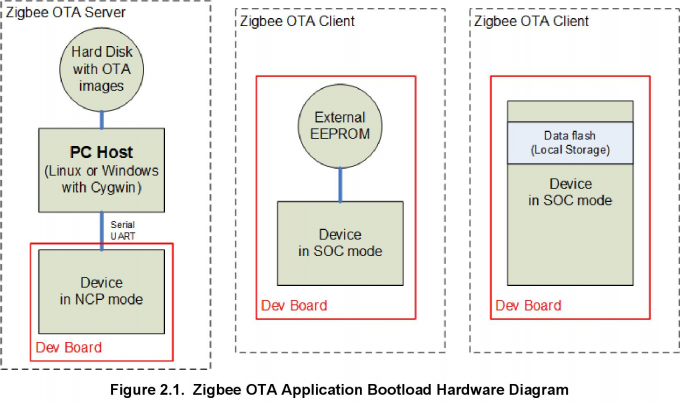 Zigbee OTA Server
Hard Disk
with OTA
images
PC Host
(Linux or Windows
with Cygwin)
Serial
UART
Device
in NCP mode
Dev Board
Zigbee OTA Client
External
EEPROM
Device
in SOC mode
Dev Board
Zigbee OTA Client
Data flash
(Local Storage)
Device
in SOC mode
Dev Board
Figure 2.1. Zigbee OTA Application Bootload Hardware Diagram